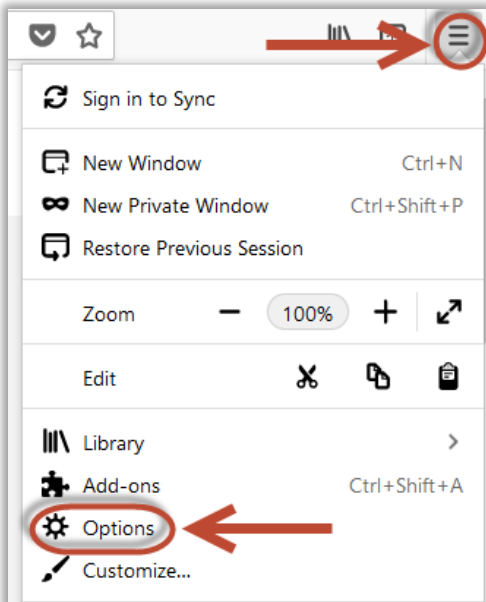 Sign in to Sync
New Window Ctrl+N
New Private Window Ctrl+Shift+P
Restore Previous Session
Zoom 100%
Edit
Library
Add-ons Ctrl+Shift+A
Options
Customize...